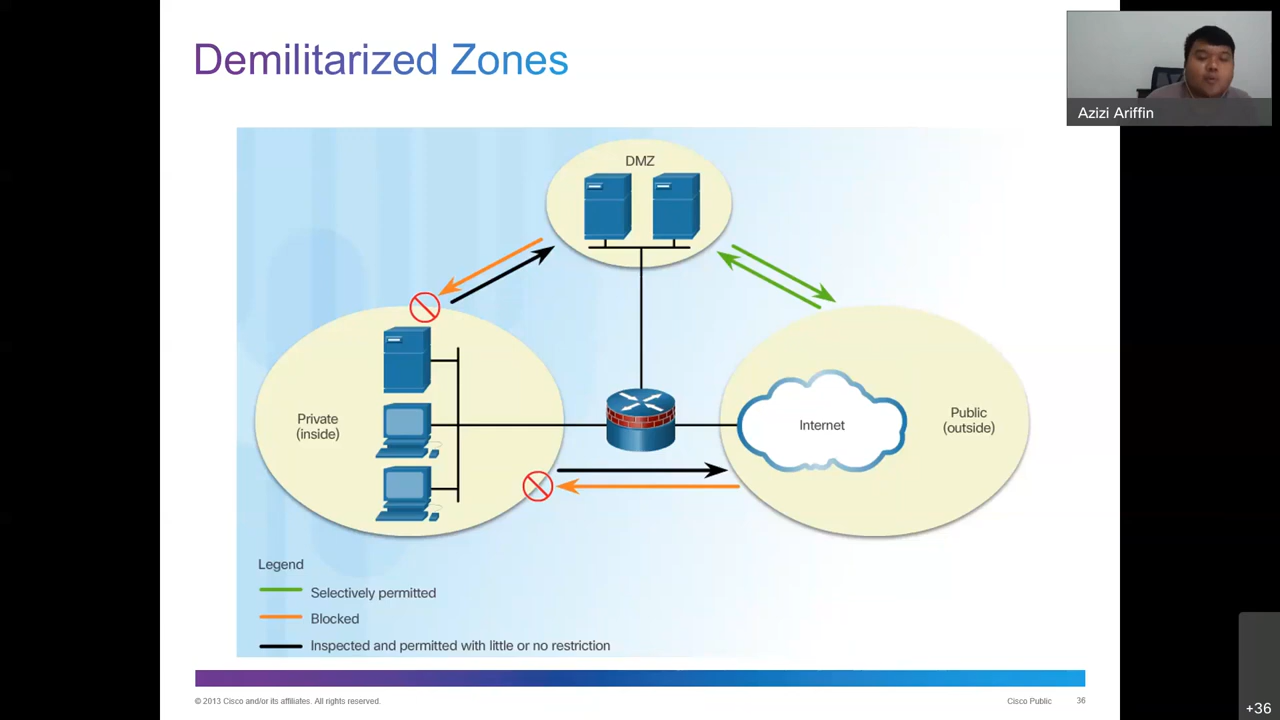 Demilitarized Zones
Azizi Ariffin
DMZ
Private
(inside)
Internet
Public
(outside)
Legend
Selectively permitted
Blocked
Inspected and permitted with little or no restriction
© 2013 Cisco and/or its affiliates. All rights reserved.
Cisco Public
36
+36